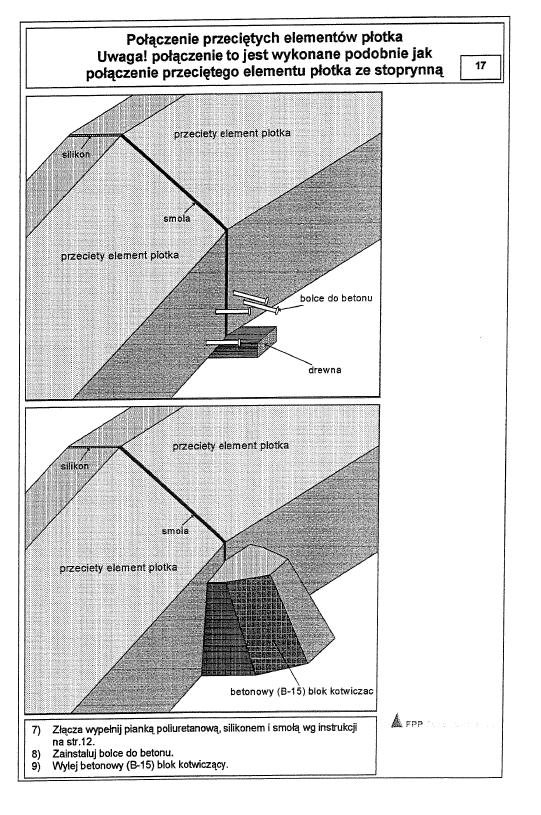 Połączenie przeciętych elementów płotka
Uwaga! połączenie to jest wykonane podobnie jak
połączenie przeciętego elementu płotka ze stoprynną
17
przeciety element plotka
silikon
smola
przeciety element plotka
bolce do betonu
drewna
przeciety element plotka
silikon
smola
przeciety element plotka
betonowy (B-15) blok kotwiczac
7) Złącza wypełnij pianką poliuretanową, silikonem i smołą wg instrukcji
na str.12.
8) Zainstaluj bolce do betonu.
9) Wylej betonowy (B-15) blok kotwiczący.
FPP